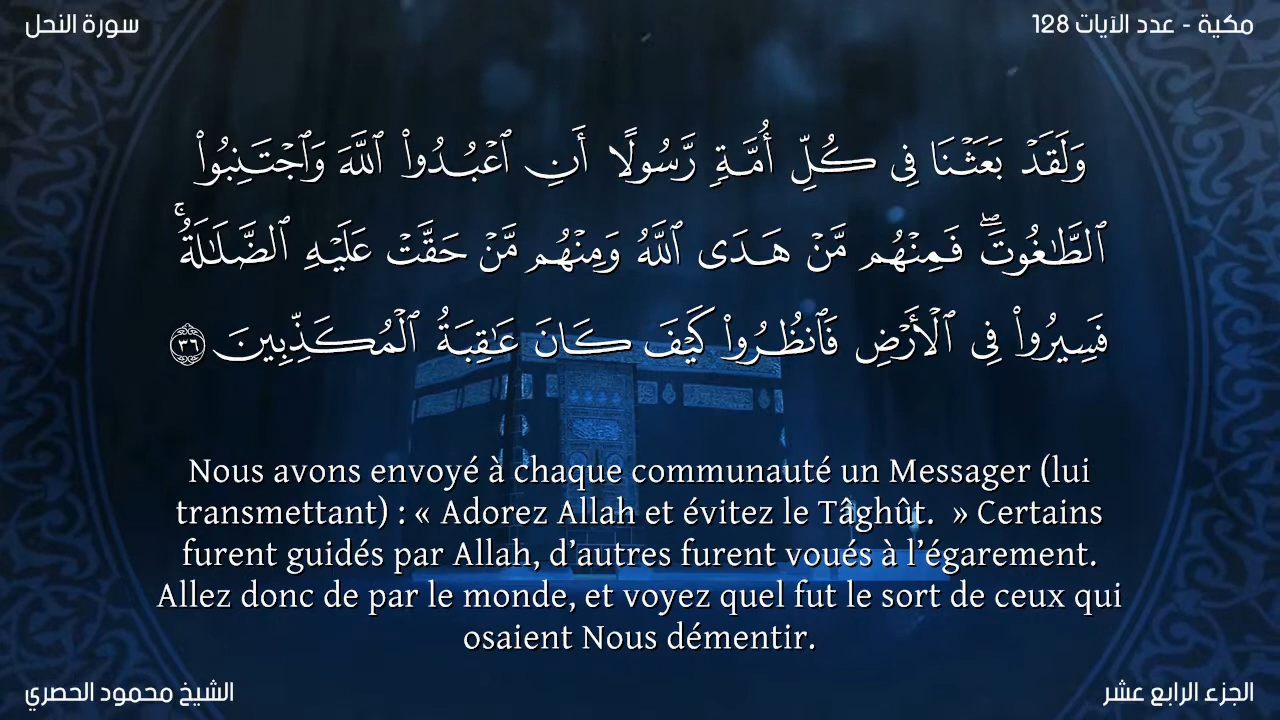 سورة النحل
مكية - عدد الآيات 128
وَلَقَدْ بَعَثْنَا فِى كُلِّ أُمَّةٍ رَّسُولًا أَنِ ٱعْبُدُوا۟ ٱللَّهَ وَٱجْتَنِبُوا۟
ٱلطَّـٰغُوتَ ۖ فَمِنْهُم مَّنْ هَدَى ٱللَّهُ وَمِنْهُم مَّنْ حَقَّتْ عَلَيْهِ ٱلضَّلَـٰلَةُ ۚ
فَسِيرُوا۟ فِى ٱلْأَرْضِ فَٱنظُرُوا۟ كَيْفَ كَانَ عَـٰقِبَةُ ٱلْمُكَذِّبِينَ ٣٦
Nous avons envoyé à chaque communauté un Messager (lui
transmettant) : « Adorez Allah et évitez le Tâghût.  » Certains
furent guidés par Allah, d’autres furent voués à l’égarement.
Allez donc de par le monde, et voyez quel fut le sort de ceux qui
osaient Nous démentir.
الشيخ محمود الحصري
الجزء الرابع عشر